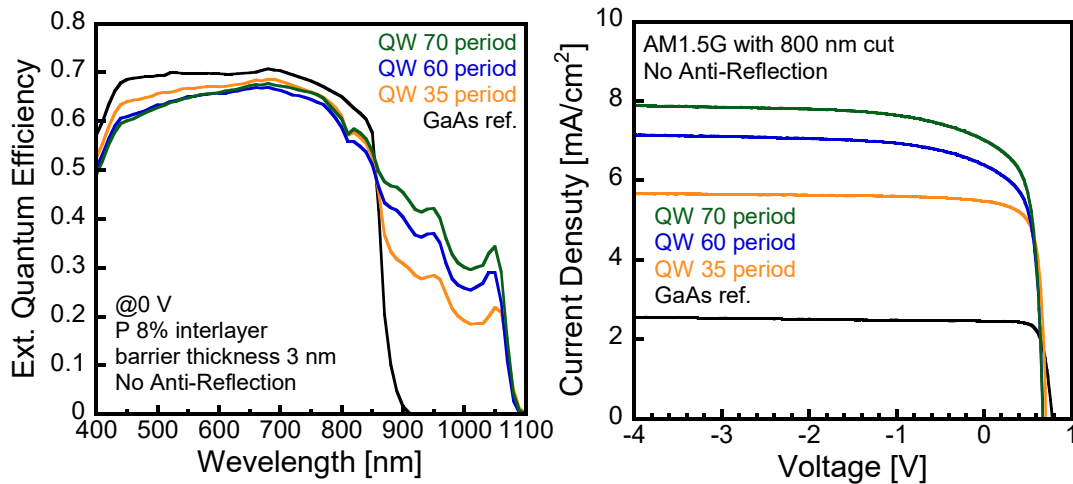 Ext. Quantum Efficiency
0.8
0.7
0.6
0.5
0.4
0.3
0.2
0.1
0
QW 70 period
QW 60 period
QW 35 period
GaAs ref.
@0 V
P 8% interlayer
barrier thickness 3 nm
No Anti-Reflection
400 500 600 700 800 900 1000 1100
Wevelength [nm]
Current Densuty [mA/cm²]
10
8
6
4
2
0
AM1.5G with 800 nm cut
No Anti-Reflection
QW 70 period
QW 60 period
QW 35 period
GaAs ref.
-4 -3 -2 -1 0 1
Voltage [V]